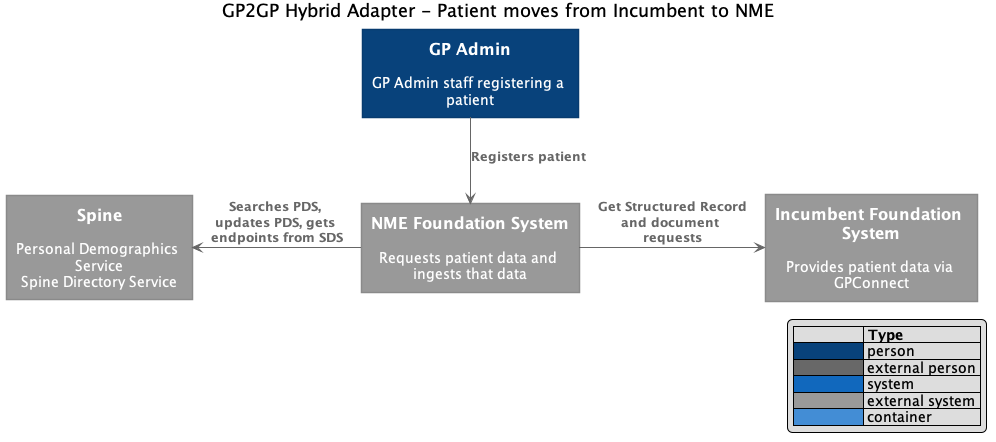 GP2GP Hybrid Adapter - Patient moves from Incumbent to NME
GP Admin
GP Admin staff registering a
patient
Registers patient
Spine
Personal Demographics
Service
Spine Directory Service
Searches PDS,
updates PDS, gets
endpoints from SDS
NME Foundation System
Requests patient data and
ingests that data
Get Structured Record
and document
requests
Incumbent Foundation
System
Provides patient data via
GPConnect
Type
person
external person
system
external system
container